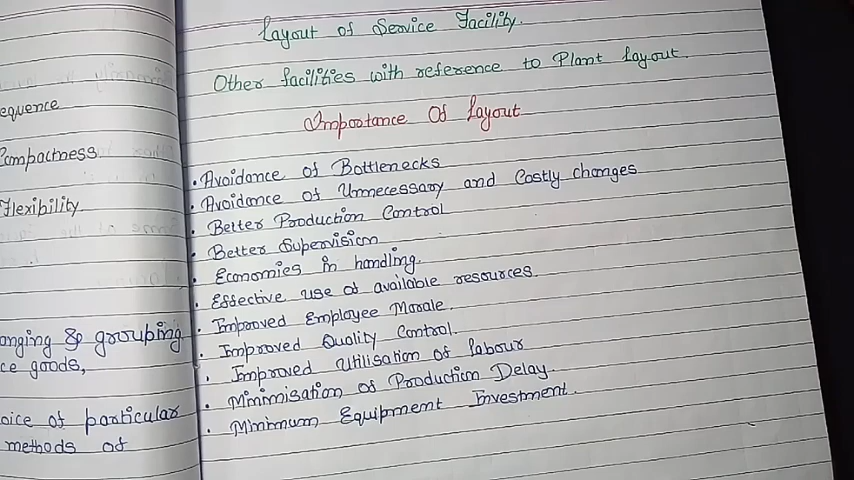 Layout of Service Facility.
Other facilities with reference to Plant layout.
Importance Of Layout
• Avoidance of Bottlenecks
• Avoidance of Unnecessary and Costly changes
• Better Production Control
• Better Supervision
• Economies in handling.
• Effective use of available resources.
• Improved Employee Morale.
• Improved Quality Control.
• Improved Utilisation of labour
• Minimisation of Production Delay.
• Minimum Equipment Investment.
equence
Compactness
Flexibility
anging & grouping
ce goods,
oice of particular
methods of